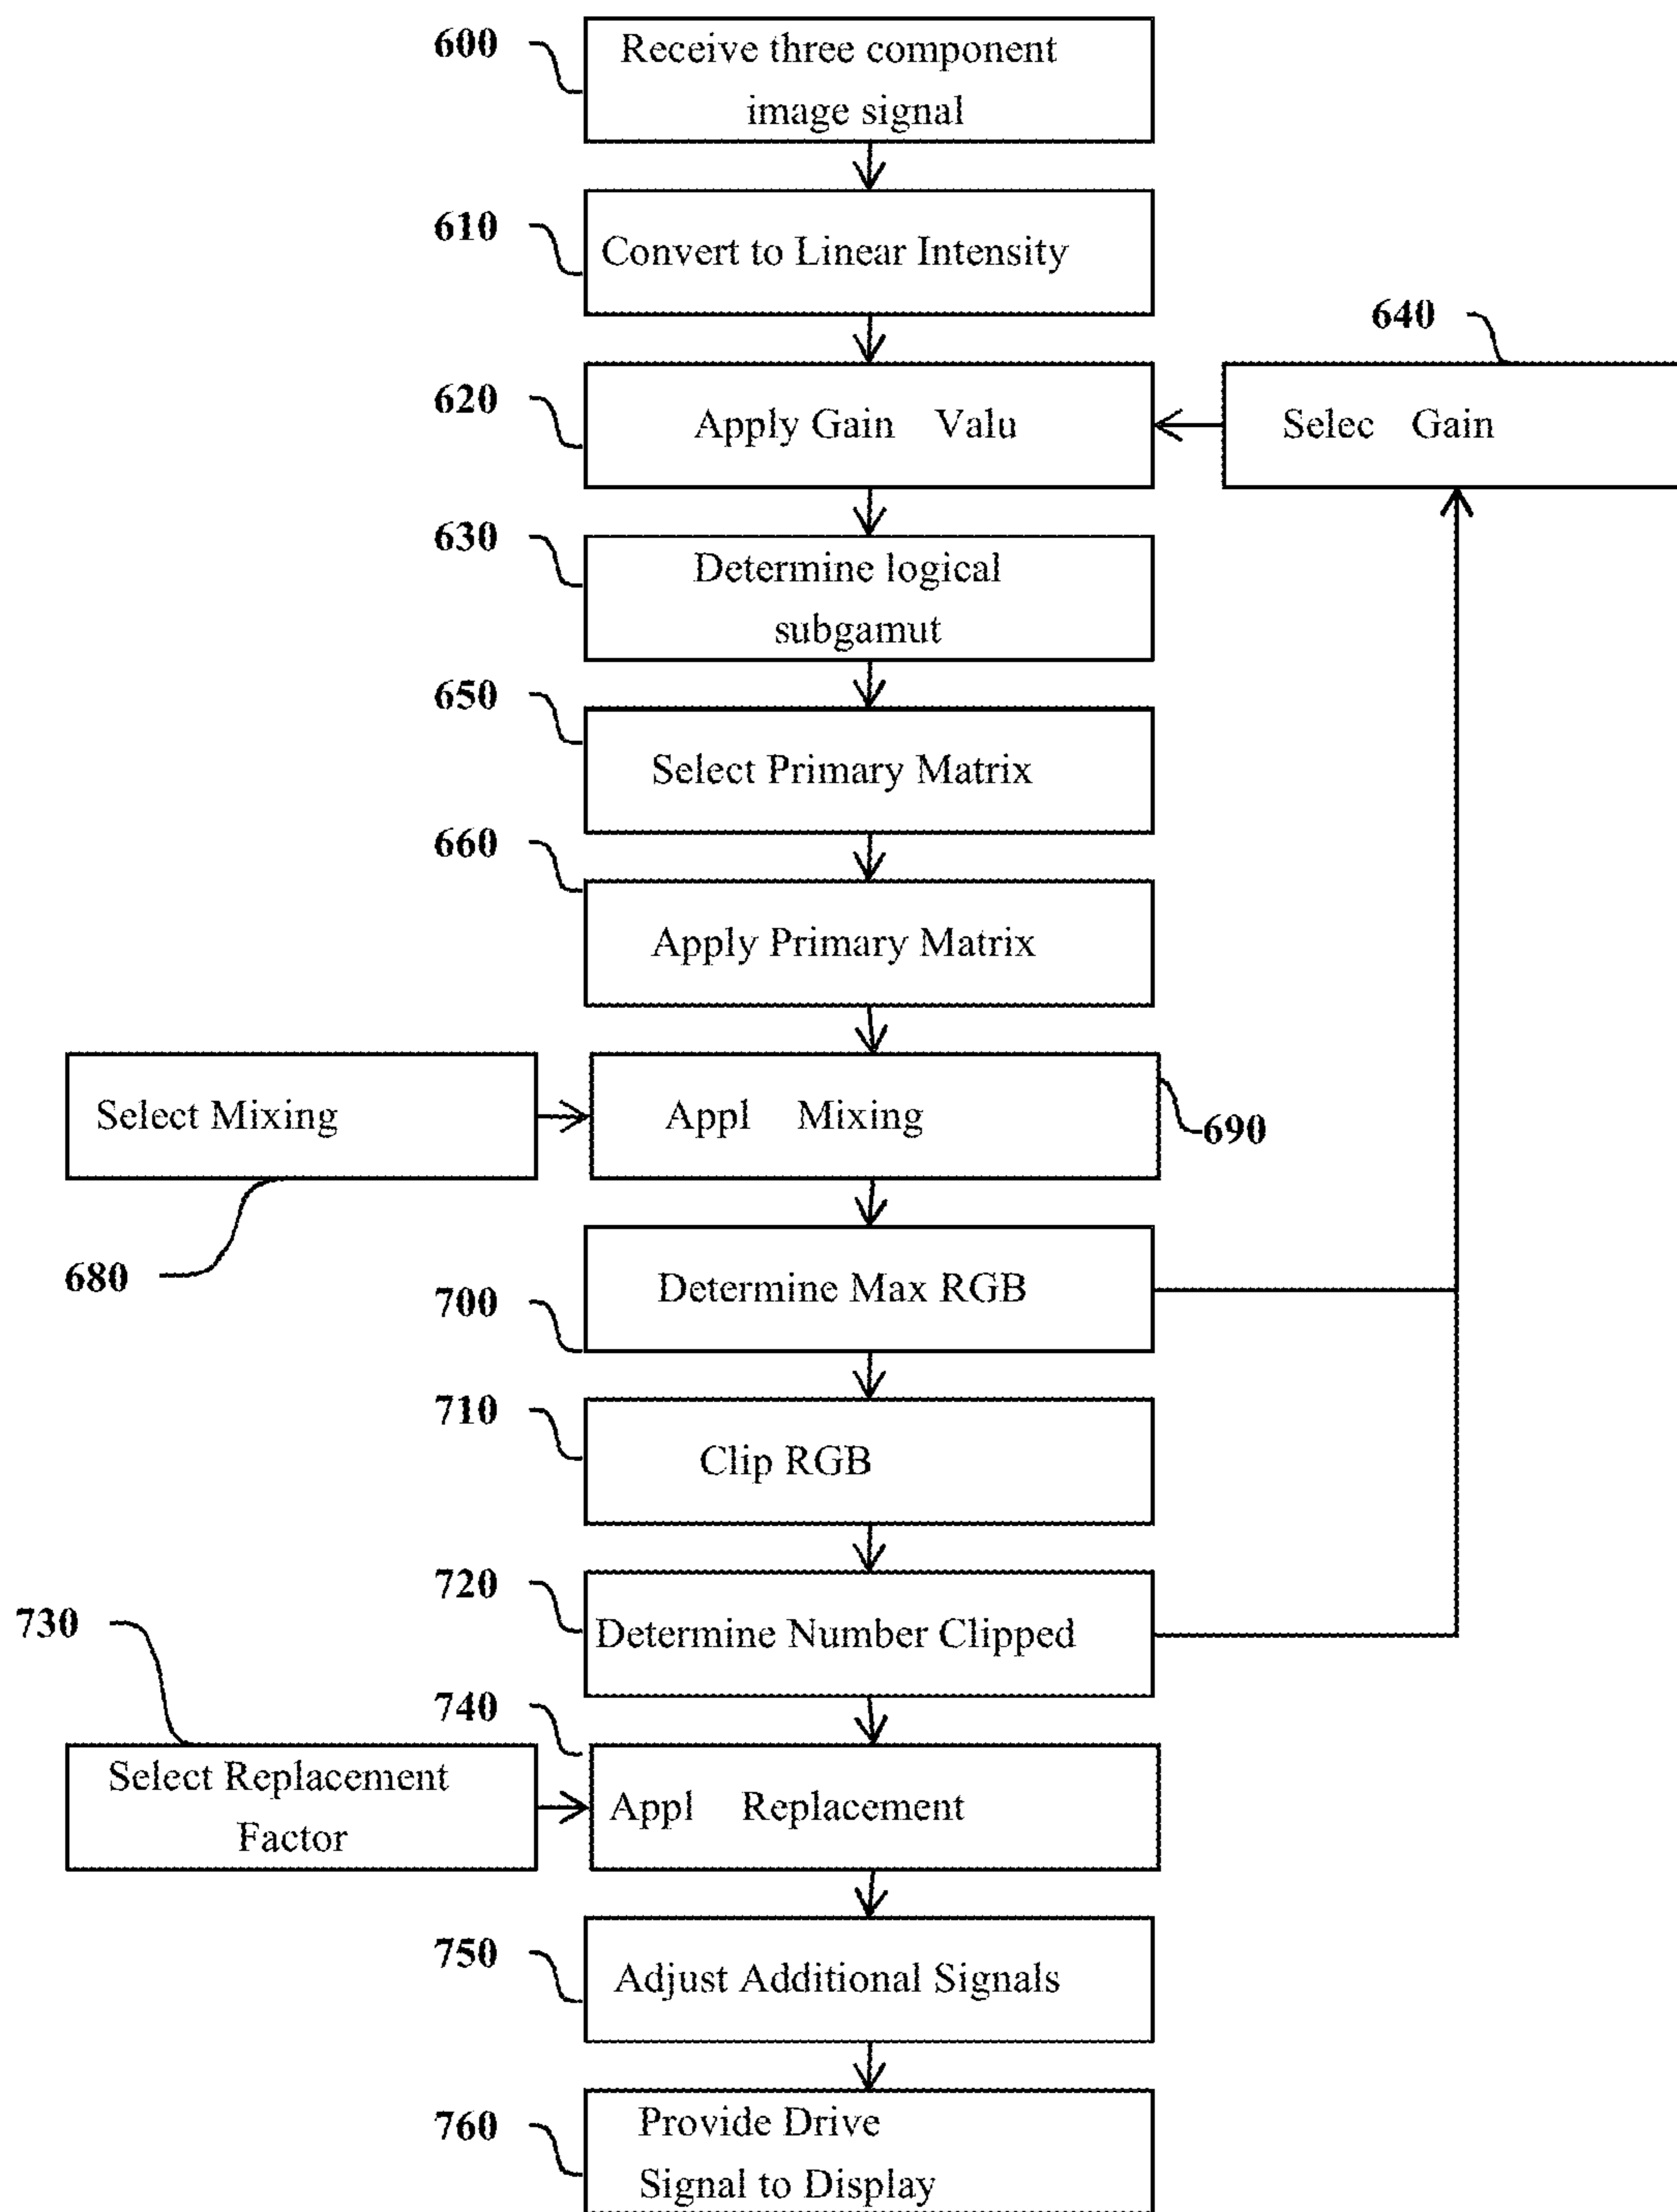 600
Receive three component
image signal
610
Convert to Linear Intensity
640
620
Apply Gain Valu
Selec Gain
630
Determine logical
subgamut
650
Select Primary Matrix
660
Apply Primary Matrix
Select Mixing
Appl Mixing
690
680
700
Determine Max RGB
710
Clip RGB
720
Determine Number Clipped
730
740
Select Replacement
Factor
Appl Replacement
750
Adjust Additional Signals
760
Provide Drive
Signal to Display